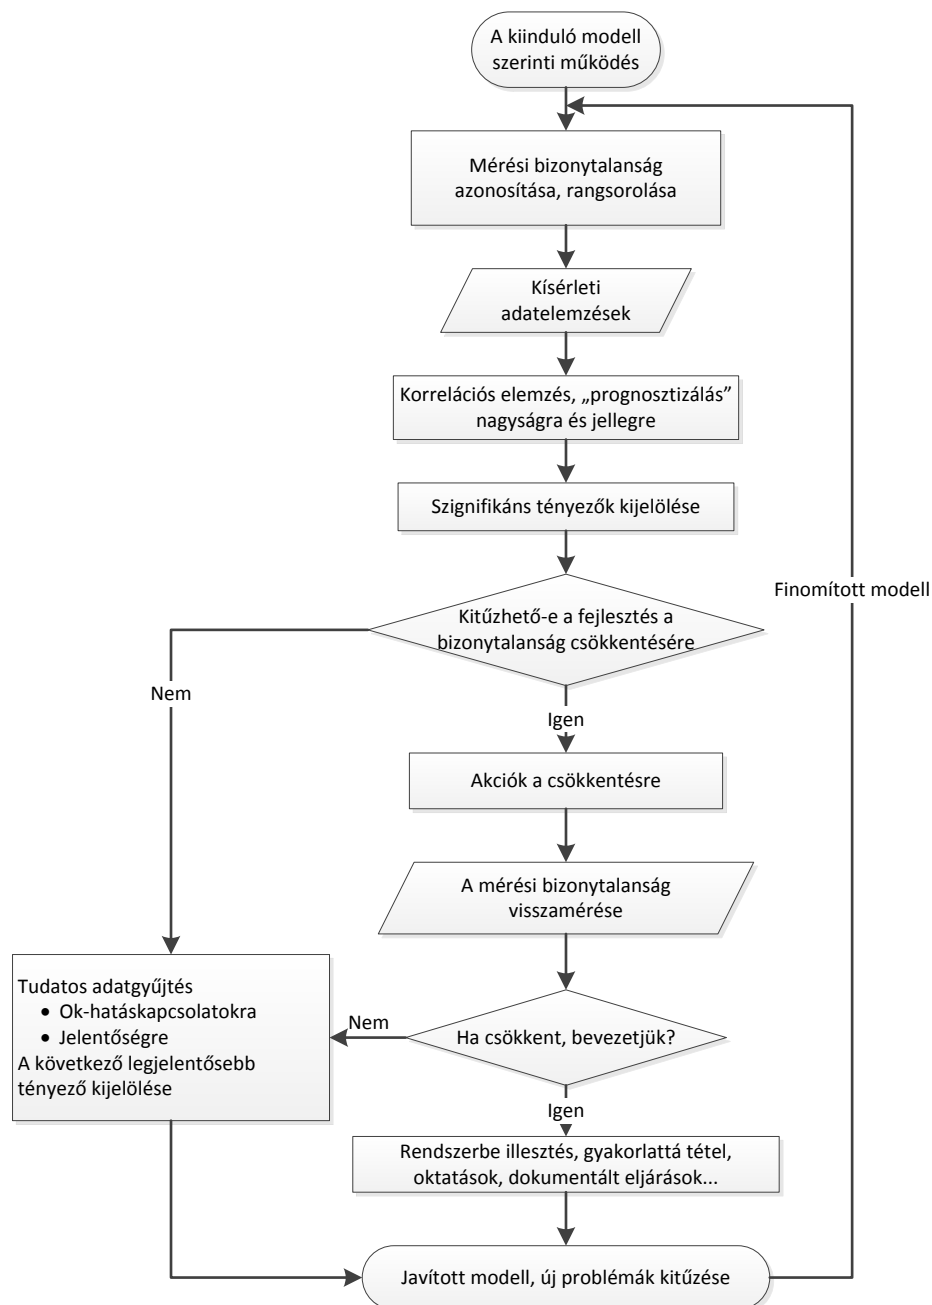 A kiinduló modell
szerinti működés
Mérési bizonytalanság
azonosítása, rangsorolása
Kísérleti
adatelemzések
Korrelációs elemzés, „prognosztizálás”
nagyságra és jellegre
Szignifikáns tényezők kijelölése
Kitűzhető-e a fejlesztés a
bizonytalanság csökkentésére
Finomított modell
Nem
Igen
Akciók a csökkentésre
A mérési bizonytalanság
visszamérése
Tudatos adatgyűjtés
• Ok-hatáskapcsolatokra
• Jelentőségre
A következő legjelentősebb
tényező kijelölése
Nem
Ha csökkent, bevezetjük?
Igen
Rendszerbe illesztés, gyakorlattá tétel,
oktatások, dokumentált eljárások...
Javított modell, új problémák kitűzése